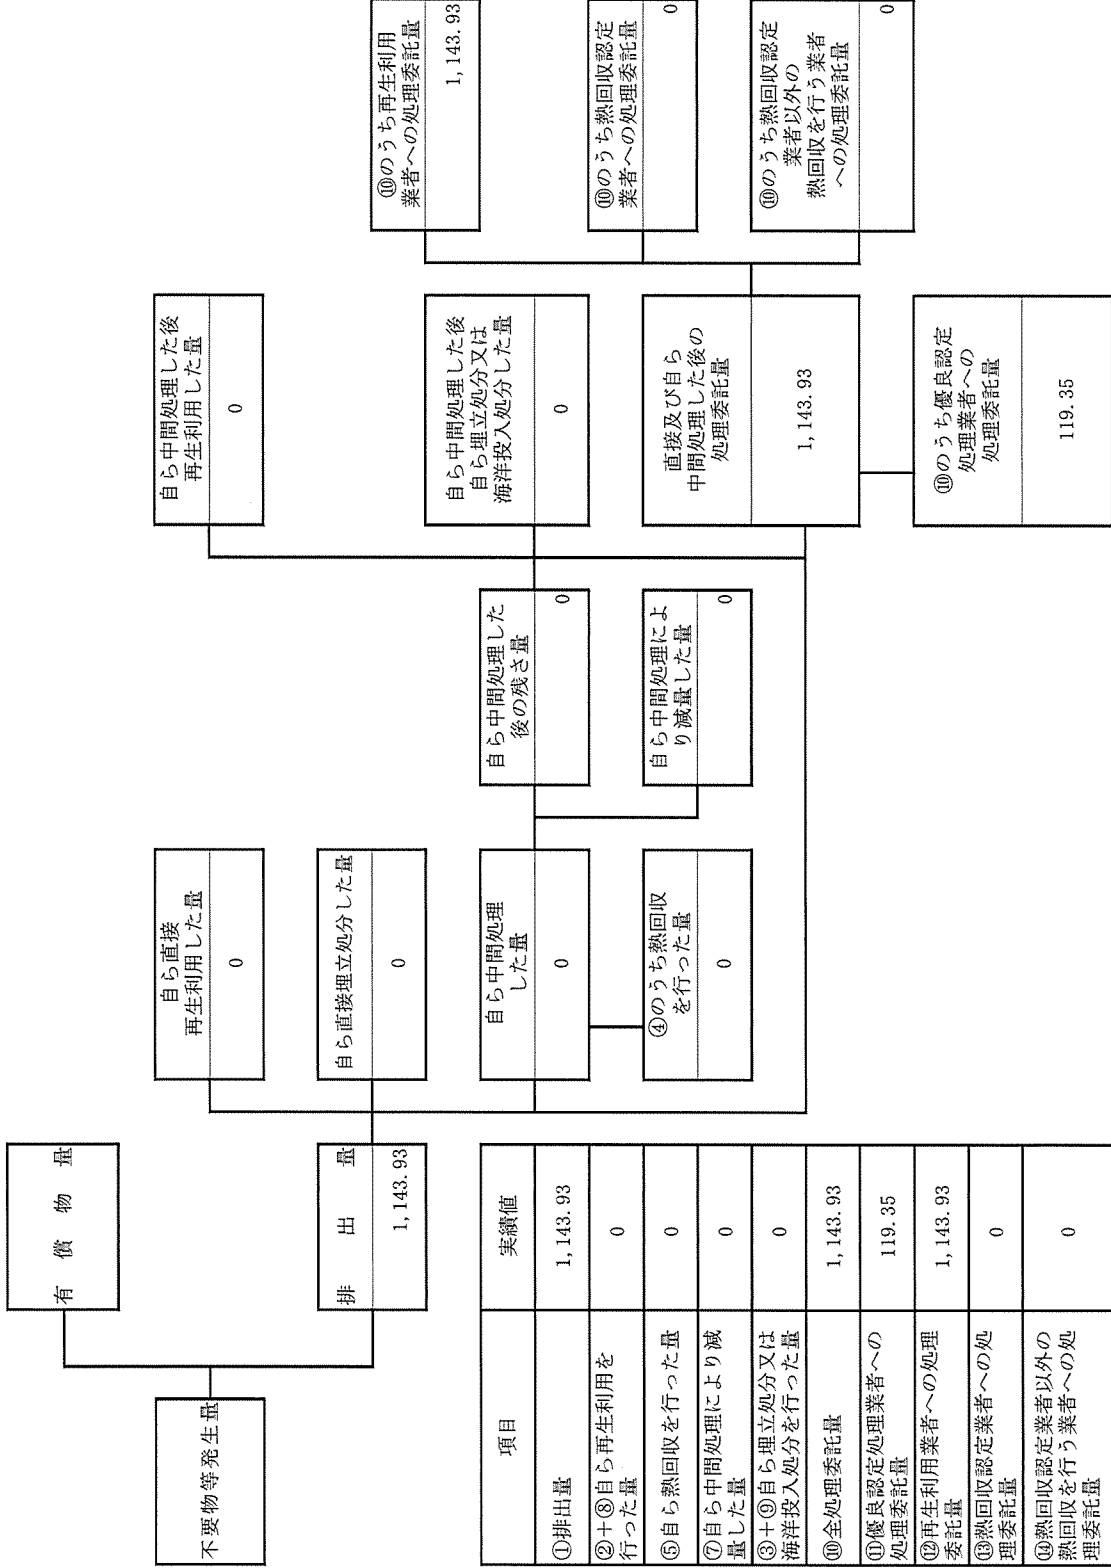 不要物等発生量
有償物量
排出量
1,143.93
自ら直接
再生利用した量
0
自ら直接埋立処分した量
0
自ら中間処理
した量
0
④のうち熱回収
を行った量
0
自ら中間処理した
後の残さ量
0
自ら中間処理によ
り減量した量
0
自ら中間処理した後
再生利用した量
0
自ら中間処理した後
自ら埋立処分又は
海洋投入処分した量
0
直接及び自ら
中間処理した後の
処理委託量
1,143.93
⑩のうち優良認定
処理業者への
処理委託量
119.35
⑩のうち再生利用
業者への処理委託量
1,143.93
⑩のうち熱回収認定
業者への処理委託量
0
⑩のうち熱回収認定
業者以外の
熱回収を行う業者
への処理委託量
0
項目 実績値
①排出量 1,143.93
②+⑧自ら再生利用を
行った量 0
⑤自ら熱回収を行った量 0
⑦自ら中間処理により減
量した量 0
③+⑨自ら埋立処分又は
海洋投入処分を行った量 0
⑩全処理委託量 1,143.93
⑪優良認定処理業者への
処理委託量 119.35
⑫再生利用業者への処理
委託量 1,143.93
⑬熱回収認定業者への処
理委託量 0
⑭熱回収認定業者以外の
熱回収を行う業者への処
理委託量 0